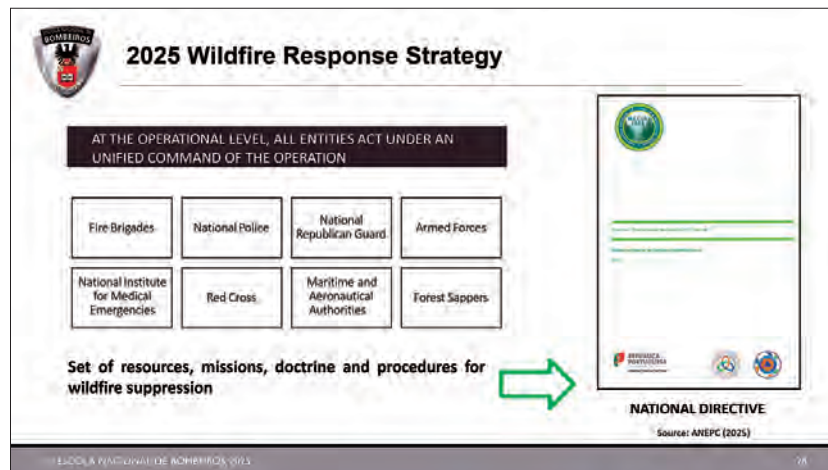 BOMBEIROS
2025 Wildfire Response Strategy
AT THE OPERATIONAL LEVEL, ALL ENTITIES ACT UNDER AN
UNIFIED COMMAND OF THE OPERATION
Fire Brigades
National Police
National
Republican Guard
Armed Forces
National Institute
for Medical
Emergencies
Red Cross
Maritime and
Aeronautical
Authorities
Forest Sappers
Set of resources, missions, doctrine and procedures for
wildfire suppression
REPÚBLICA
PORTUGUESA
NATIONAL DIRECTIVE
Source: ANEPC (2025)
ESCOLA NACIONAL DE BOMBEIROS 2025